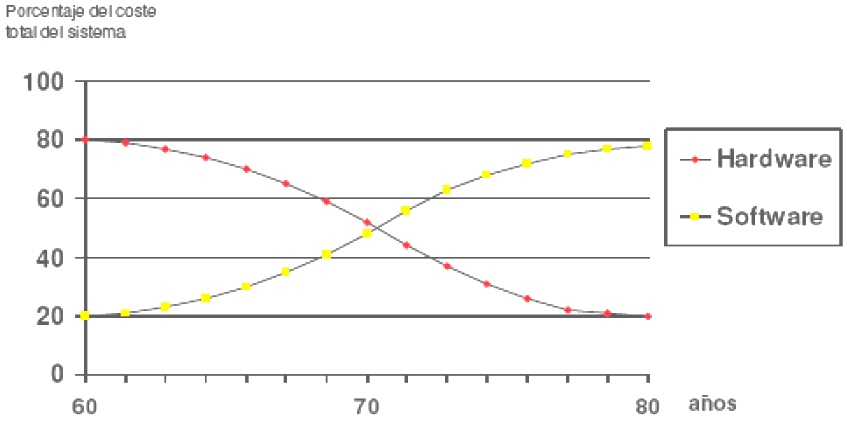 Porcentaje del coste
total del sistema
100
80
60
40
20
0
60
70
80
años
Hardware
Software